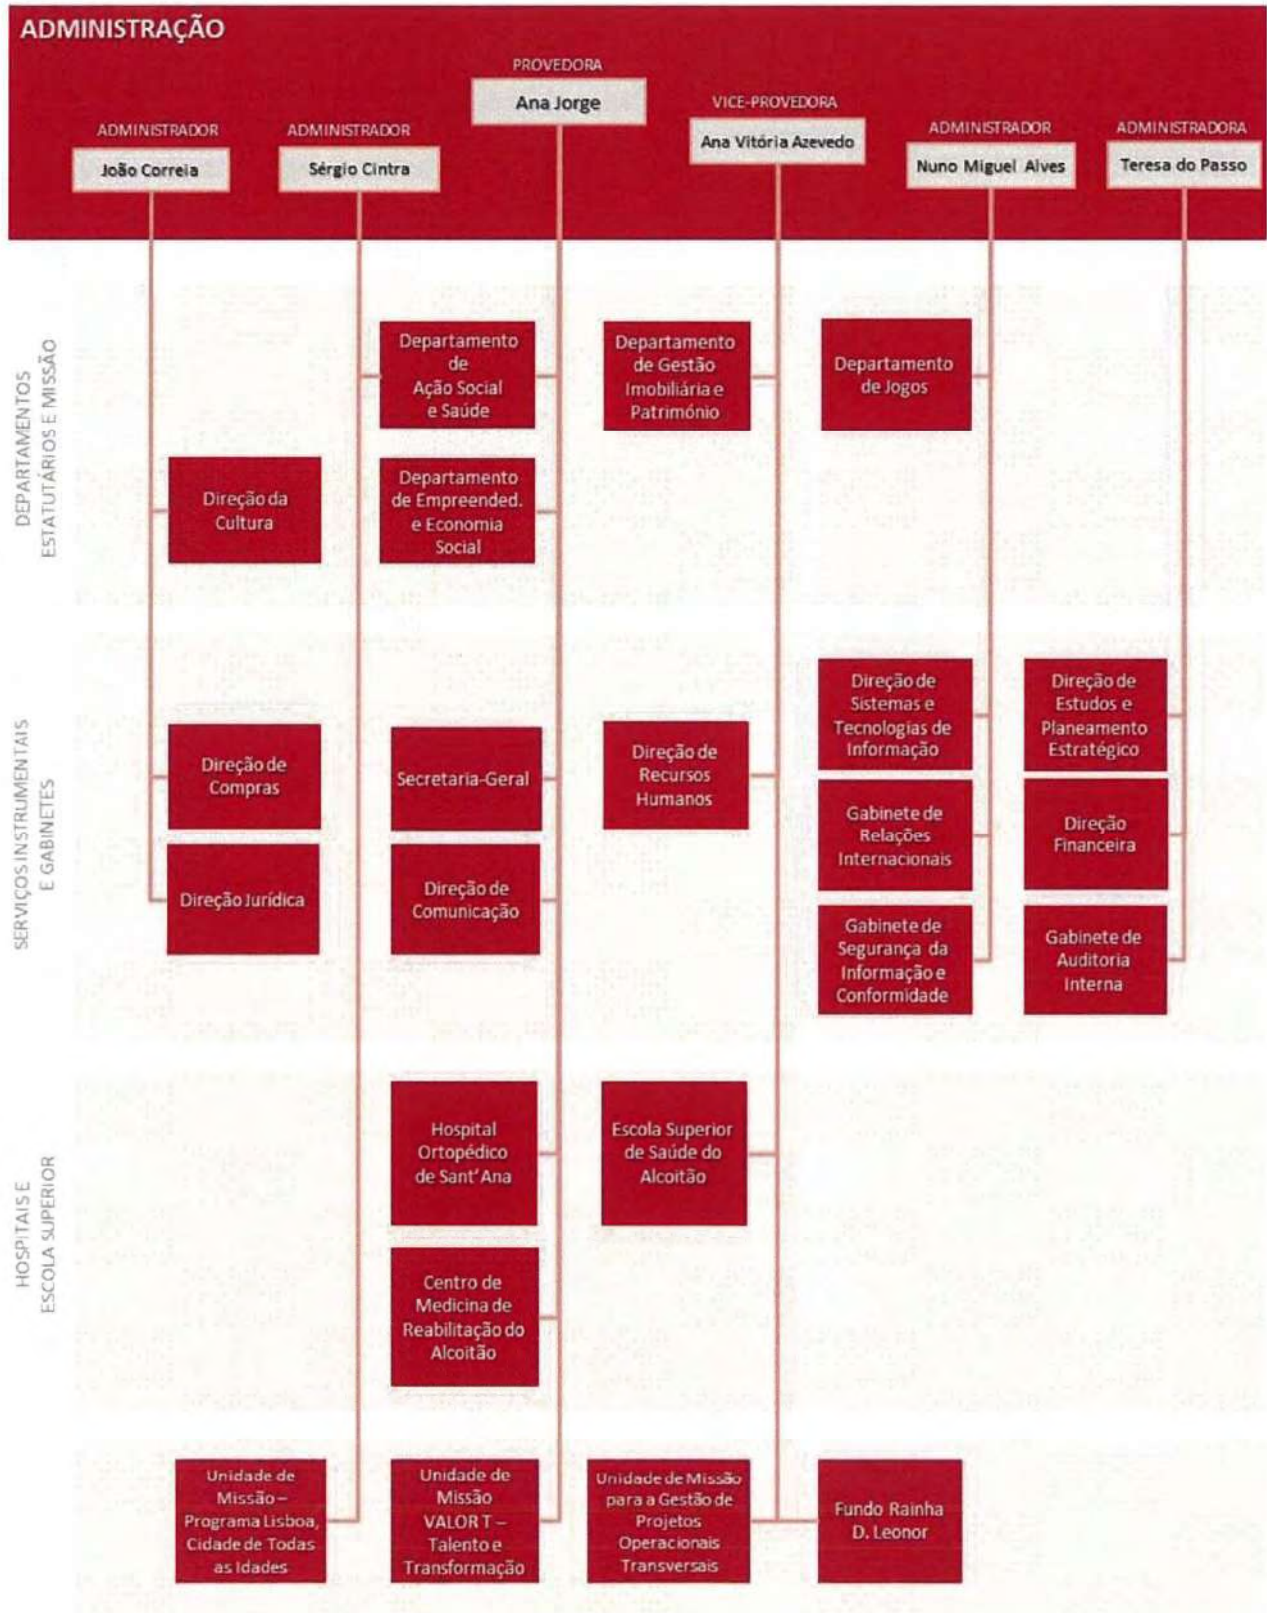 ADMINISTRAÇÃO
PROVEDORA
Ana Jorge
VICE-PROVEDORA
Ana Vitória Azevedo
ADMINISTRADOR
João Correia
ADMINISTRADOR
Sérgio Cintra
ADMINISTRADOR
Nuno Miguel Alves
ADMINISTRADORA
Teresa do Passo
DEPARTAMENTOS
ESTATUTÁRIOS E MISSÃO
Departamento
de
Ação Social
e Saúde
Departamento
de Gestão
Imobiliária e
Património
Departamento
de Jogos
Direção da
Cultura
Departamento
de Empreended.
e Economia
Social
SERVIÇOS INSTRUMENTAIS
E GABINETES
Direção de
Compras
Secretaria-Geral
Direção de
Recursos
Humanos
Direção de
Sistemas e
Tecnologias de
Informação
Direção de
Estudos e
Planeamento
Estratégico
Gabinete de
Relações
Internacionais
Direção
Financeira
Direção Jurídica
Direção de
Comunicação
Gabinete de
Segurança da
Informação e
Conformidade
Gabinete de
Auditoria
Interna
HOSPITAIS E
ESCOLA SUPERIOR
Hospital
Ortopédico
de Sant'Ana
Escola Superior
de Saúde do
Alcoitão
Centro de
Medicina de
Reabilitação do
Alcoitão
Unidade de
Missão –
Programa Lisboa,
Cidade de Todas
as Idades
Unidade de
Missão
VALOR T –
Talento e
Transformação
Unidade de Missão
para a Gestão de
Projetos
Operacionais
Transversais
Fundo Rainha
D. Leonor